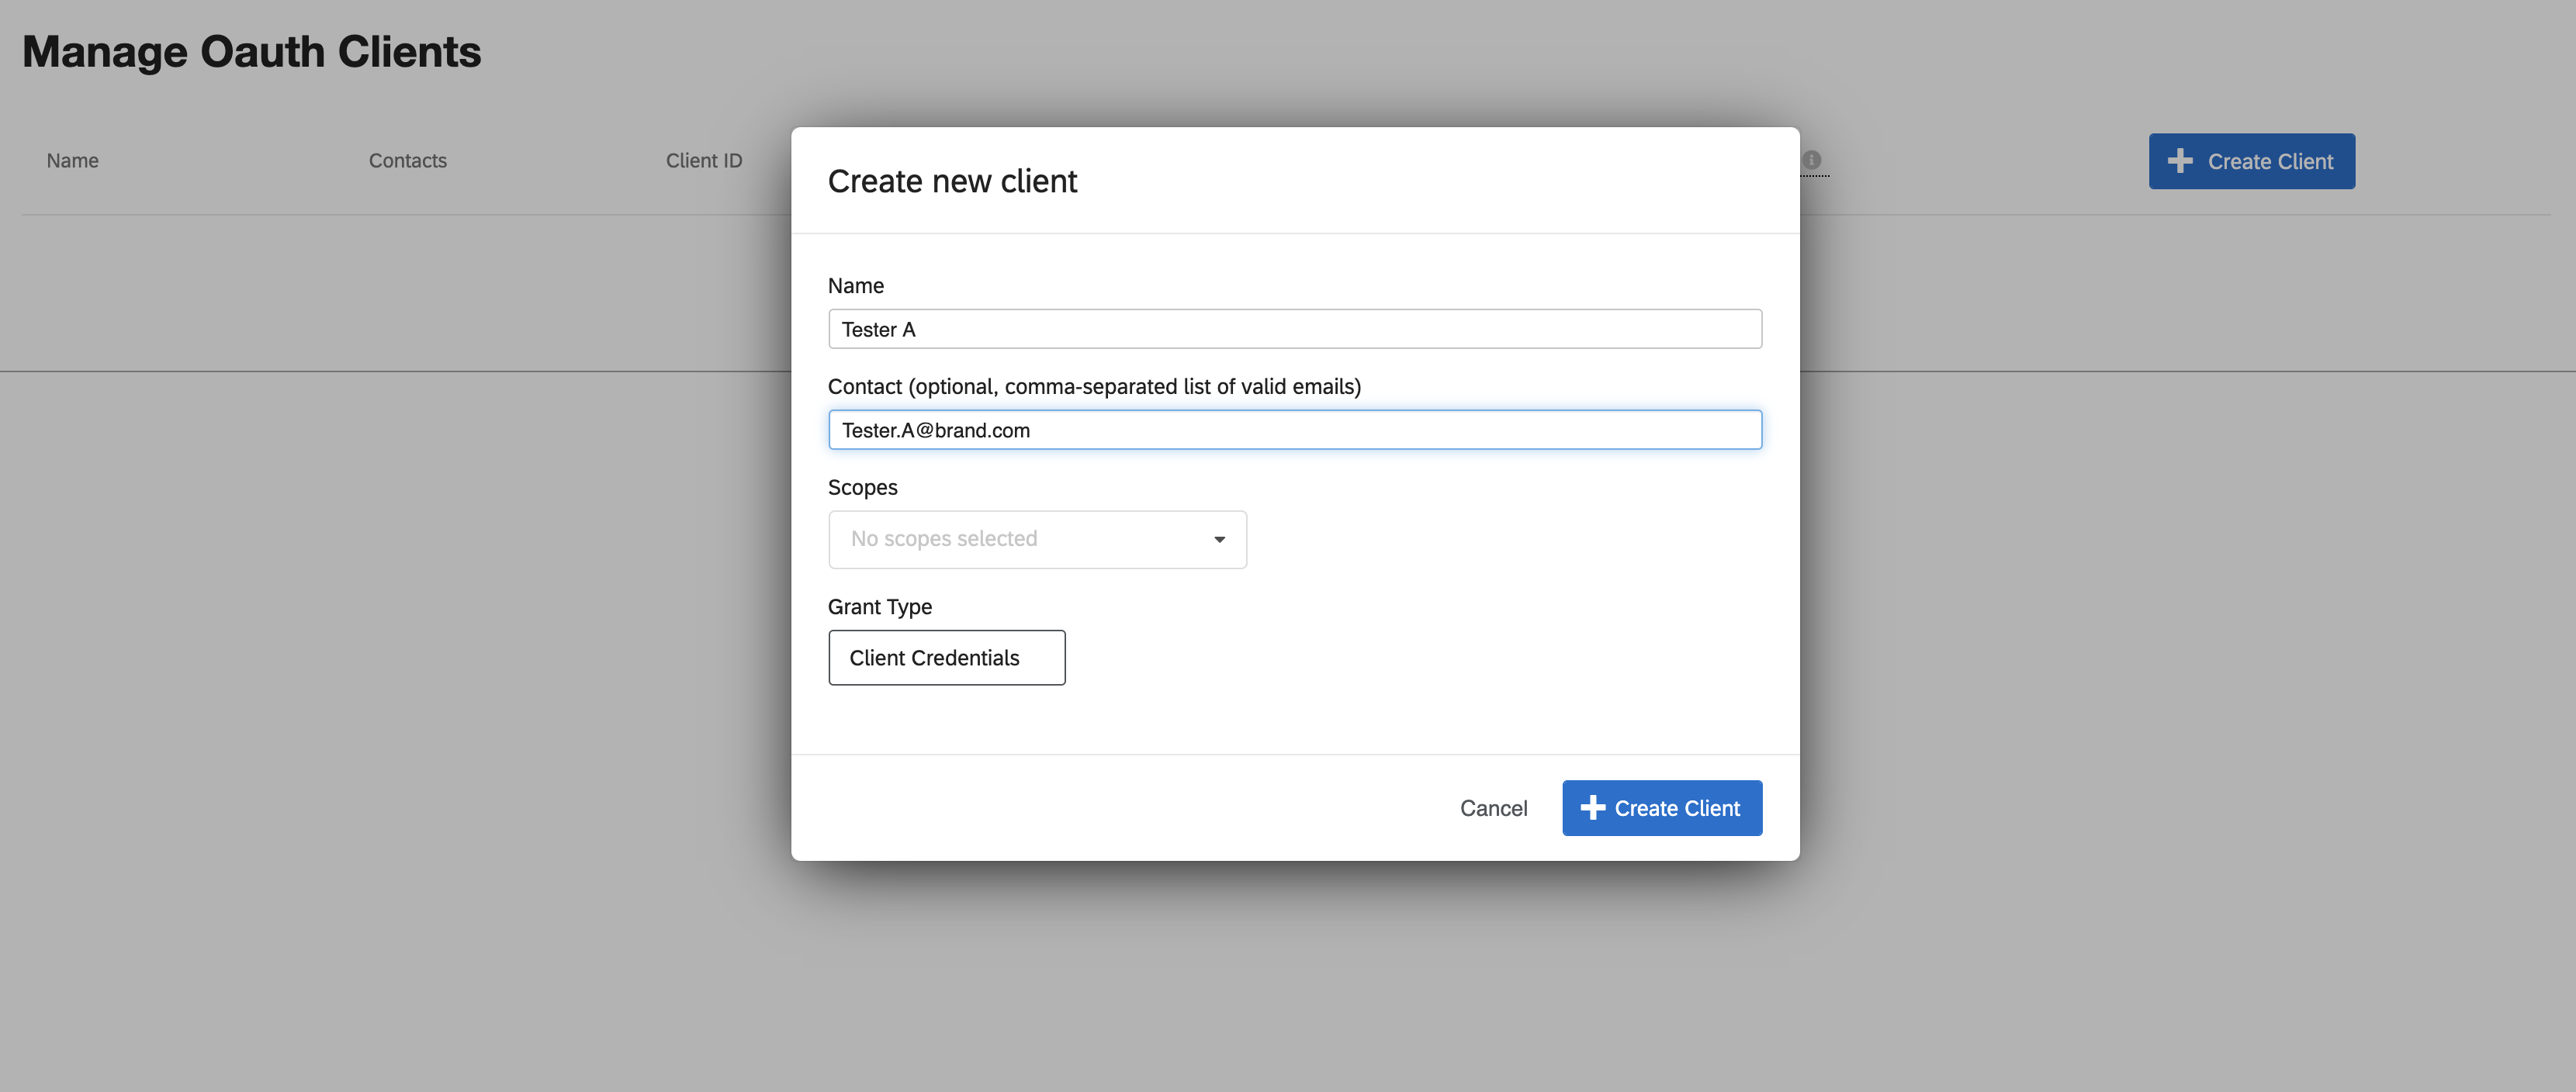 Manage Oauth Clients
Name Contacts Client ID Create Client
Create new client
Name
Tester A
Contact (optional, comma-separated list of valid emails)
Tester.A@brand.com
Scopes
No scopes selected
Grant Type
Client Credentials
Cancel Create Client